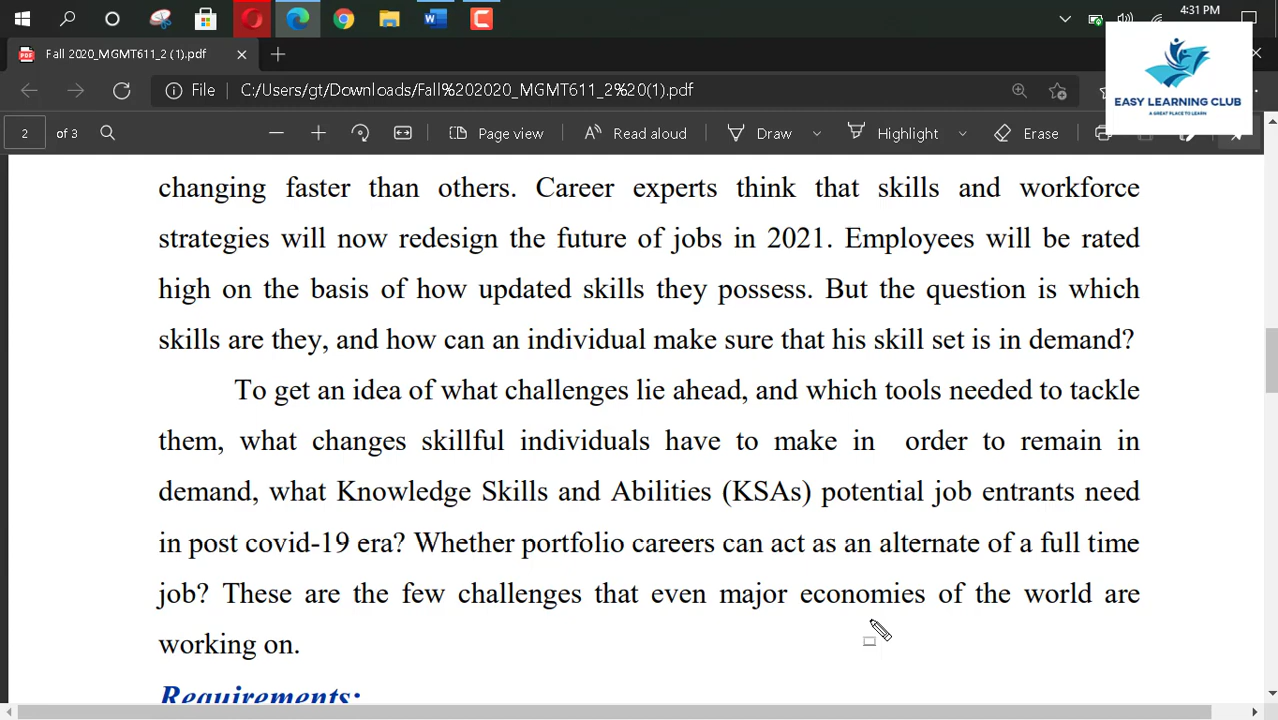 4:31 PM
Fall 2020_MGMT611_2 (1).pdf
File C:/Users/gt/Downloads/Fall%202020_MGMT611_2%20(1).pdf
EASY LEARNING CLUB
A GREAT PLACE TO LEARN
2 of 3 Page view Read aloud Draw Highlight Erase
changing faster than others. Career experts think that skills and workforce
strategies will now redesign the future of jobs in 2021. Employees will be rated
high on the basis of how updated skills they possess. But the question is which
skills are they, and how can an individual make sure that his skill set is in demand?
To get an idea of what challenges lie ahead, and which tools needed to tackle
them, what changes skillful individuals have to make in order to remain in
demand, what Knowledge Skills and Abilities (KSAs) potential job entrants need
in post covid-19 era? Whether portfolio careers can act as an alternate of a full time
job? These are the few challenges that even major economies of the world are
working on.
Requirements: